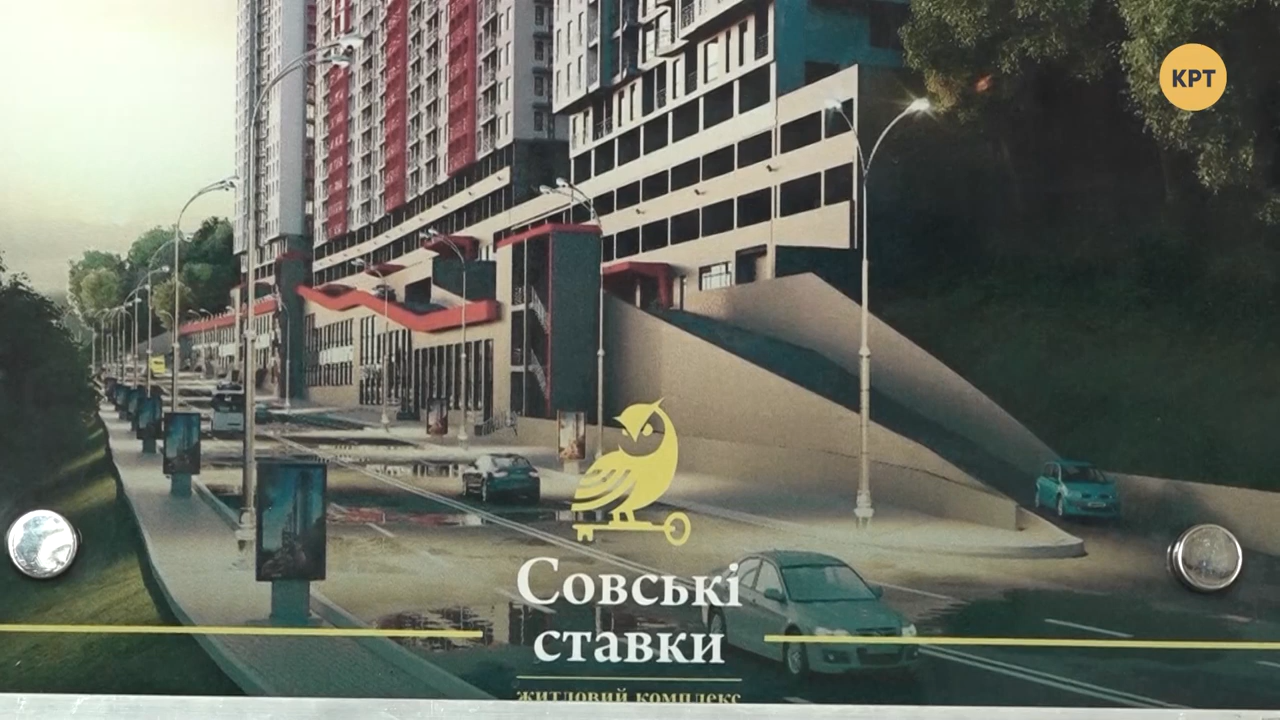 КРТ
Совські
ставки
житловий комплекс